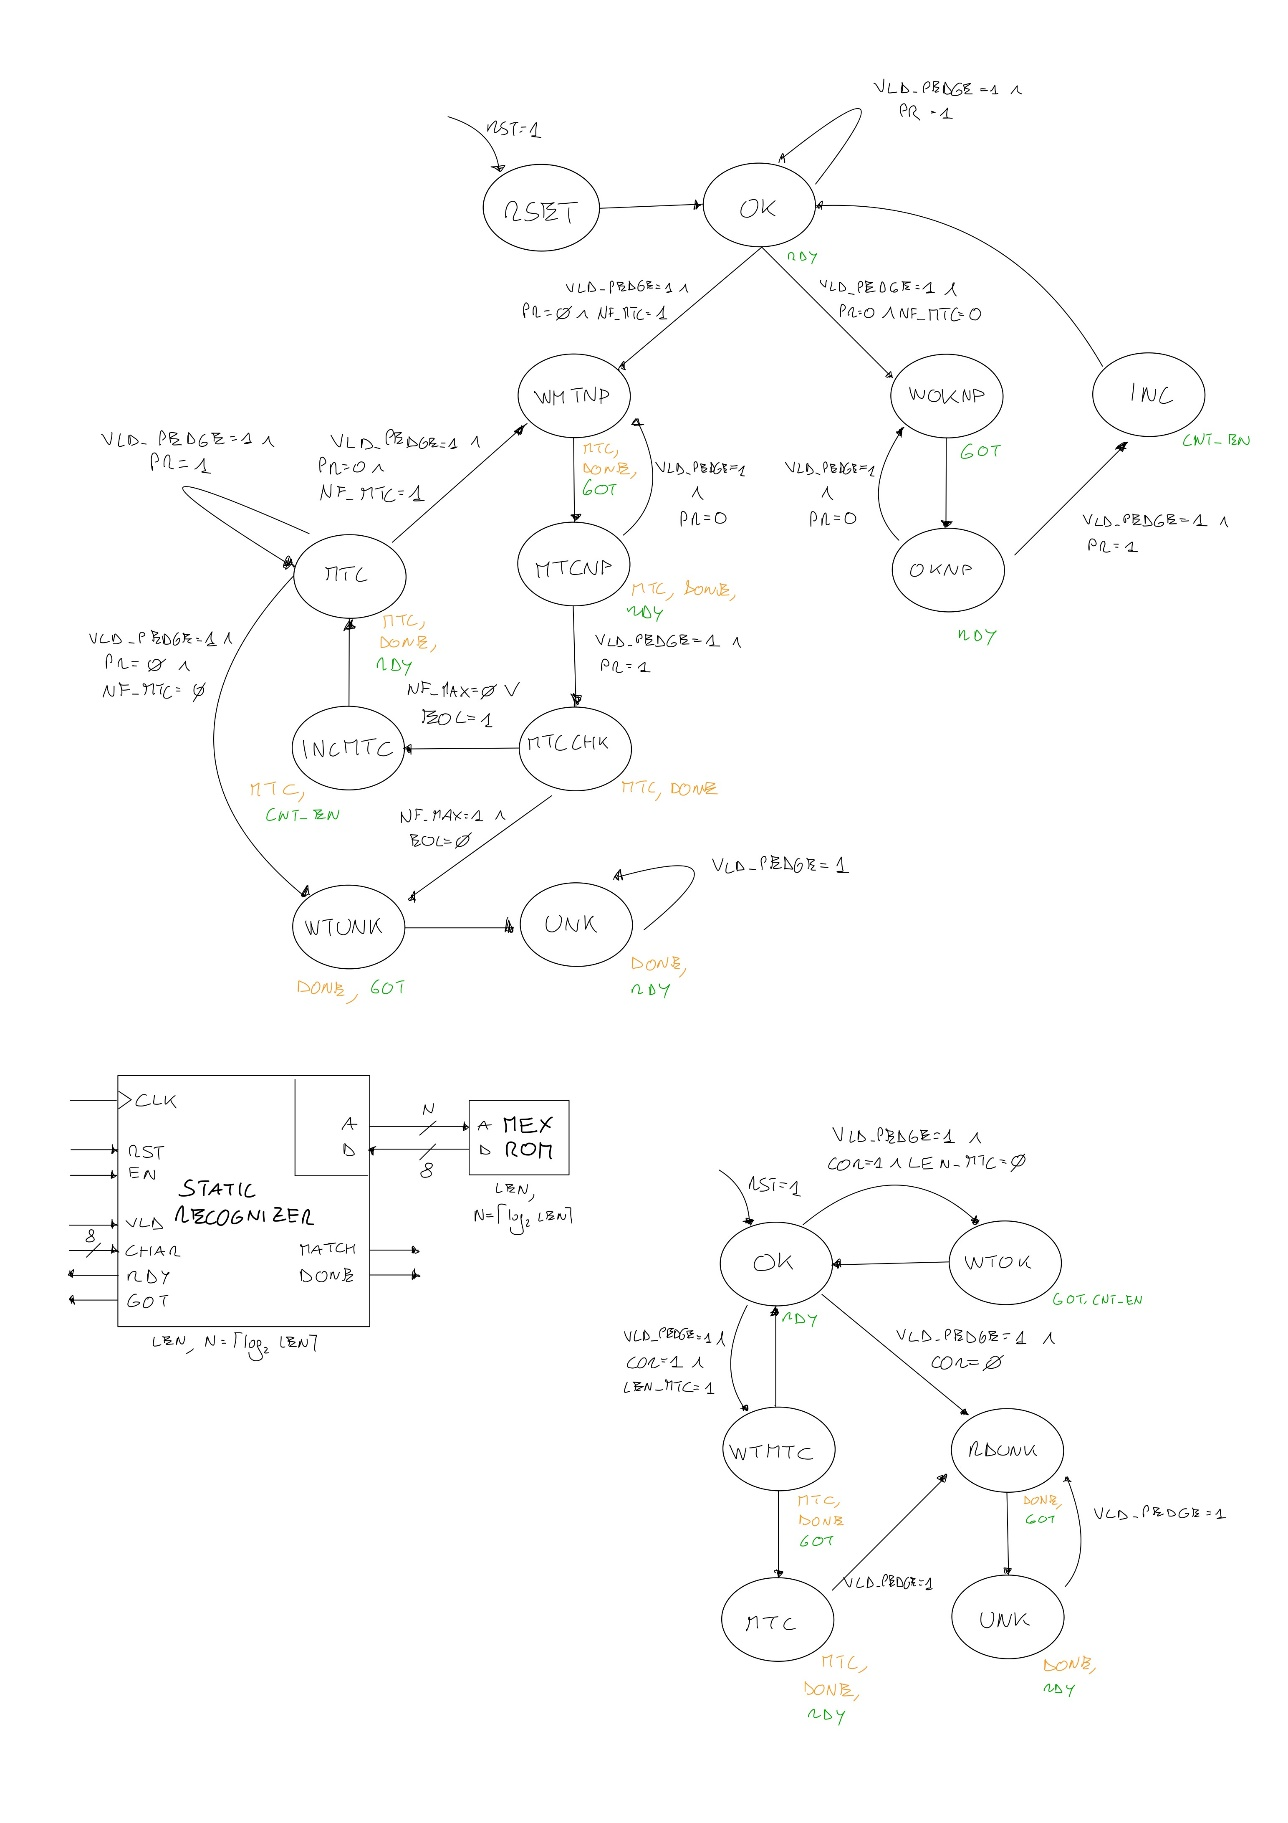 VLD_PEDGE=1 ∧
PR=1
RST=1
RSET
OK
RDY
VLD_PEDGE=1 ∧
PR=∅ ∧ NF_MTC=1
VLD_PEDGE=1 ∧
PR=0 ∧ NF_MTC=0
WMTNP
MTC,
DONE,
GOT
WOKNP
GOT
INC
CNT_EN
VLD_PEDGE=1 ∧
PR=1
VLD_PEDGE=1 ∧
PR=0 ∧
NF_MTC=1
VLD_PEDGE=1
∧
PR=0
VLD_PEDGE=1
∧
PR=0
VLD_PEDGE=1 ∧
PR=1
MTC
MTC,
DONE,
RDY
MTCNP
MTC, DONE,
RDY
OKNP
RDY
VLD_PEDGE=1 ∧
PR=∅ ∧
NF_MTC=∅
VLD_PEDGE=1 ∧
PR=1
NF_MAX=∅ ∨
EOL=1
INCMTC
MTC,
CNT_EN
MTCCHK
MTC, DONE
NF_MAX=1 ∧
EOL=∅
WTUNK
DONE, GOT
UNK
DONE,
RDY
VLD_PEDGE=1
CLK
RST
EN
VLD
8
CHAR
RDY
GOT
STATIC
RECOGNIZER
A
D
MATCH
DONE
LEN, N=⌈log2 LEN⌉
N
8
A MEX
D ROM
LEN,
N=⌈log2 LEN⌉
VLD_PEDGE=1 ∧
COR=1 ∧ LEN_MTC=∅
RST=1
OK
RDY
WTOK
GOT, CNT_EN
VLD_PEDGE=1 ∧
COR=1 ∧
LEN_MTC=1
VLD_PEDGE=1 ∧
COR=∅
WTMTC
MTC,
DONE
GOT
RDUNK
DONE,
GOT
VLD_PEDGE=1
VLD_PEDGE=1
MTC
MTC,
DONE,
RDY
UNK
DONE,
RDY